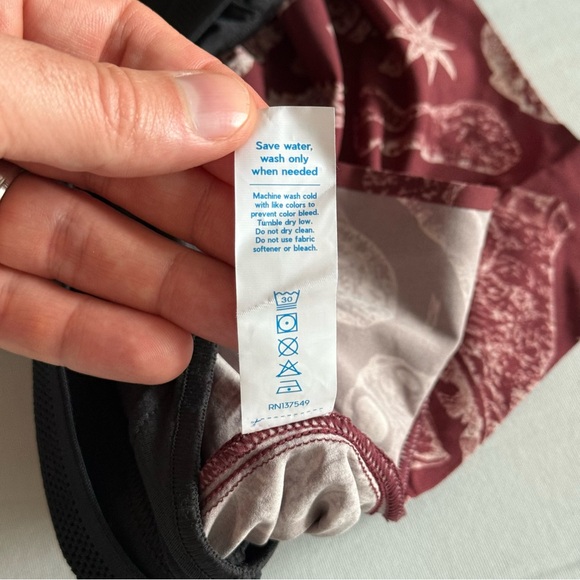 Save water,
wash only
when needed
Machine wash cold
with like colors to
prevent color bleed.
Tumble dry low.
Do not dry clean.
Do not use fabric
softener or bleach.
30
RN137549